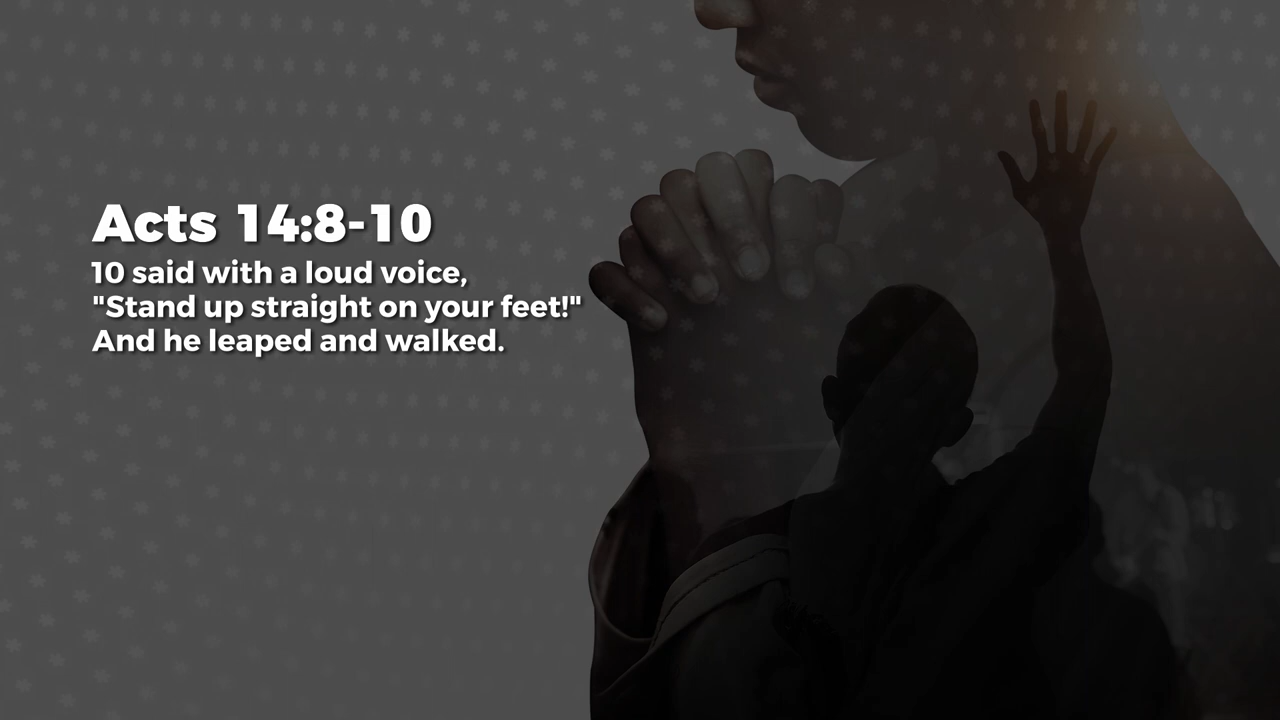 Acts 14:8-10
10 said with a loud voice,
"Stand up straight on your feet!"
And he leaped and walked.